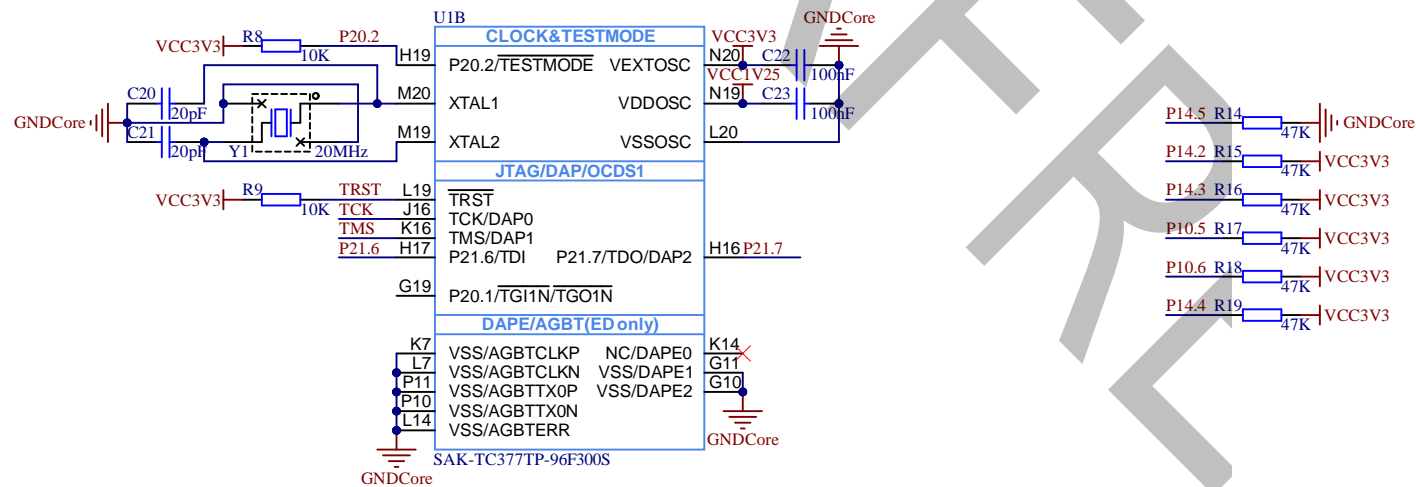 U1B
CLOCK&TESTMODE
GNDCore
VCC3V3
R8
10K
P20.2
H19
P20.2/TESTMODE
VEXTOSC
N20
VCC3V3
C22
100nF
VCC1V25
C20
20pF
M20
XTAL1
VDDOSC
N19
C23
100nF
GNDCore
C21
20pF
Y1
20MHz
M19
XTAL2
VSSOSC
L20
JTAG/DAP/OCDS1
VCC3V3
R9
10K
TRST
L19
TRST
TCK
J16
TCK/DAP0
TMS
K16
TMS/DAP1
P21.6
H17
P21.6/TDI
P21.7/TDO/DAP2
H16
P21.7
G19
P20.1/TGI1N/TGO1N
DAPE/AGBT(ED only)
K7
VSS/AGBTCLKP
NC/DAPE0
K14
L7
VSS/AGBTCLKN
VSS/DAPE1
G11
P11
VSS/AGBTTX0P
VSS/DAPE2
G10
P10
VSS/AGBTTX0N
L14
VSS/AGBTERR
GNDCore
GNDCore
SAK-TC377TP-96F300S
P14.5
R14
47K
GNDCore
P14.2
R15
47K
VCC3V3
P14.3
R16
47K
VCC3V3
P10.5
R17
47K
VCC3V3
P10.6
R18
47K
VCC3V3
P14.4
R19
47K
VCC3V3